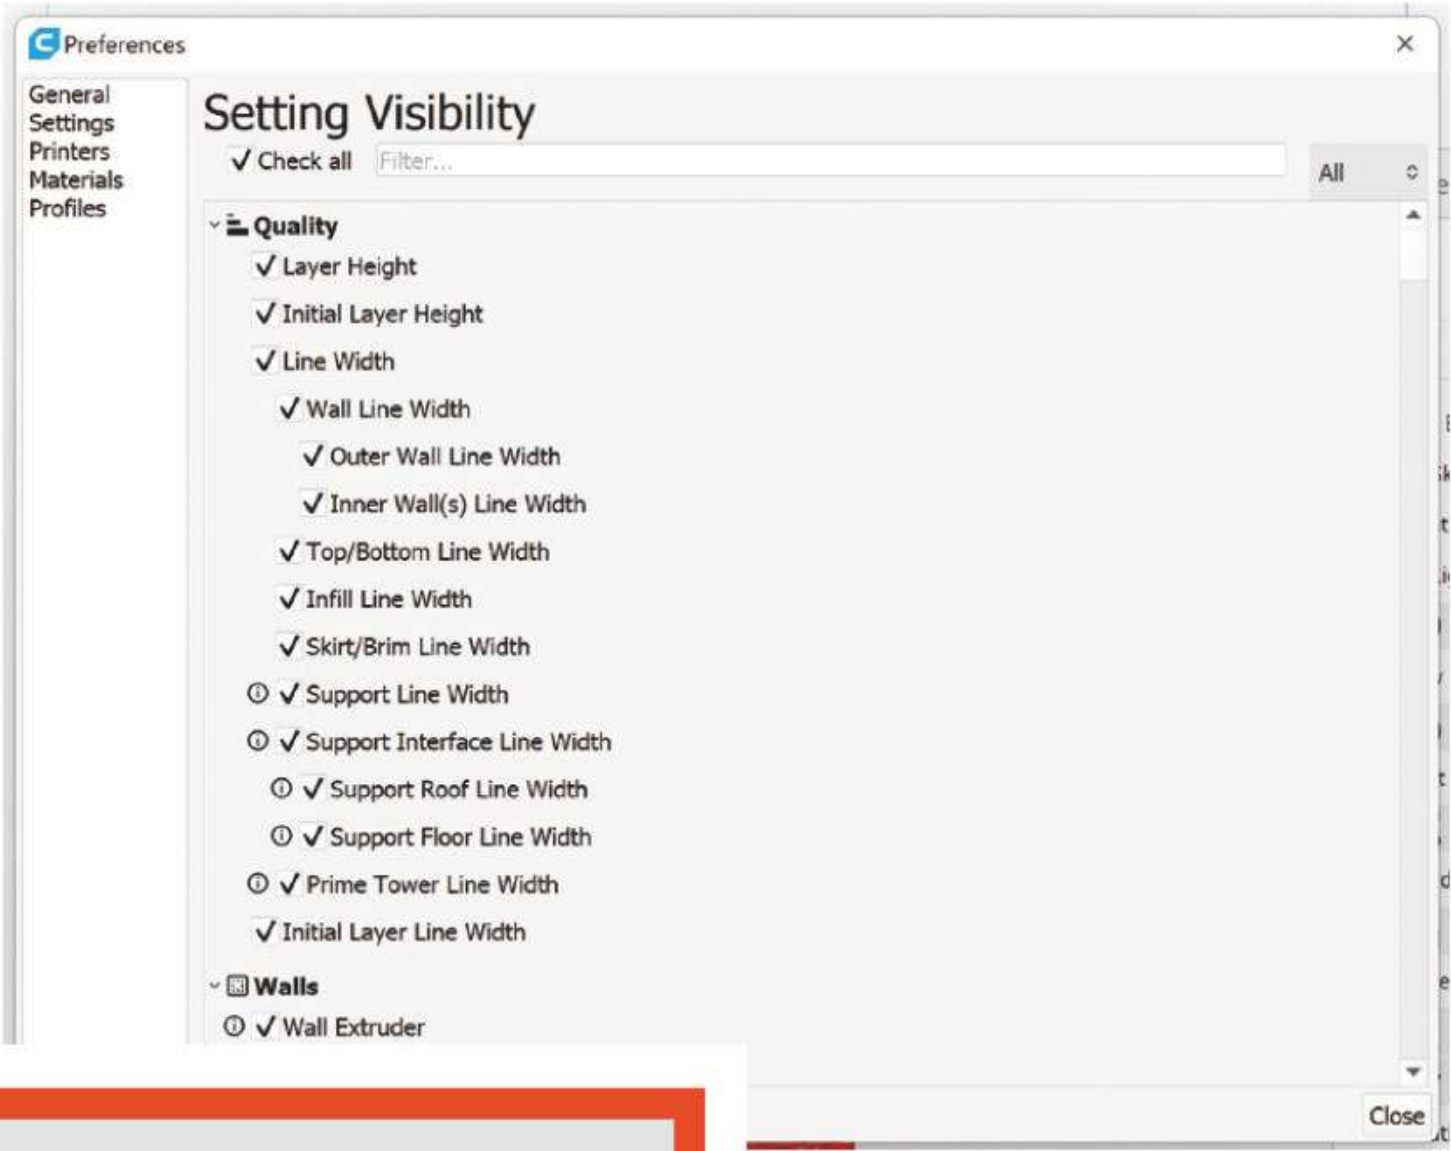 Preferences
General
Settings
Printers
Materials
Profiles
Setting Visibility
Check all
Filter...
All
Quality
Layer Height
Initial Layer Height
Line Width
Wall Line Width
Outer Wall Line Width
Inner Wall(s) Line Width
Top/Bottom Line Width
Infill Line Width
Skirt/Brim Line Width
Support Line Width
Support Interface Line Width
Support Roof Line Width
Support Floor Line Width
Prime Tower Line Width
Initial Layer Line Width
Walls
Wall Extruder
Close